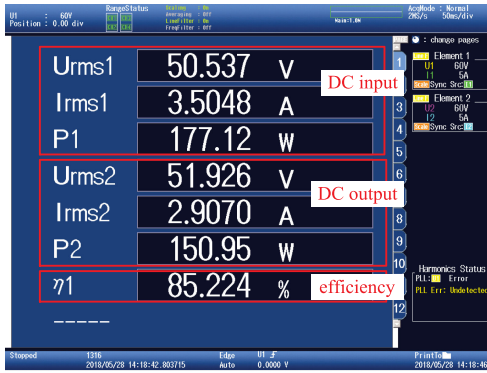 U1 : 60V
Position : 0.00 div
RangeStatus
Scaling : On
Averaging : Off
LineFilter : On
FreqFilter : Off
Main:1.0M
AcqMode : Normal
2MS/s 50ms/div
: change pages
Urms1 50.537 V
Irms1 3.5048 A
P1 177.12 W
DC input
Urms2 51.926 V
Irms2 2.9070 A
P2 150.95 W
DC output
η1 85.224 %
efficiency
-----
1
3
4
5
6
8
9
10
12
Element 1
U1 60V
I1 5A
Sync Src:I1
Element 2
U2 60V
I2 5A
Sync Src:I2
Harmonics Status
PLL: Error
PLL Err: Undetected
Stopped 1316 Edge U1
2018/05/28 14:18:42.803715 Auto 0.0000 V
PrintTo
2018/05/28 14:18:46